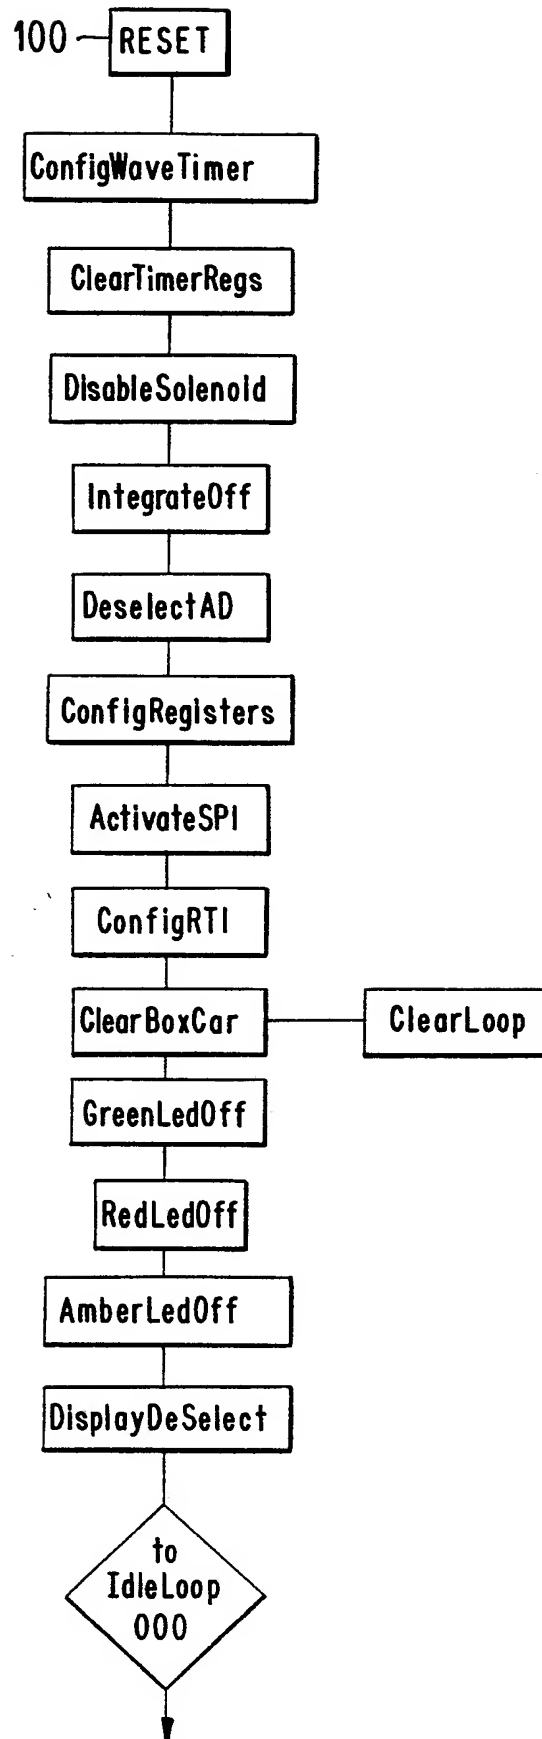 100 RESET
ConfigWaveTimer
ClearTimerRegs
DisableSolenoid
IntegrateOff
DeselectAD
ConfigRegisters
ActivateSPI
ConfigRTI
ClearBoxCar ClearLoop
GreenLedOff
RedLedOff
AmberLedOff
DisplayDeSelect
to
IdleLoop
000